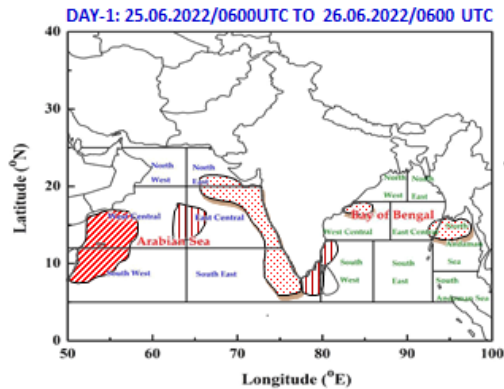 DAY-1: 25.06.2022/0600UTC TO 26.06.2022/0600 UTC
40
30
20
10
0
Latitude (°N)
North West
North East
West Central
East Central
Arabian Sea
South West
South East
North West
North East
Bay of Bengal
West Central
East Central
South West
South East
North Andaman Sea
South Andaman Sea
50
60
70
80
90
100
Longitude (°E)